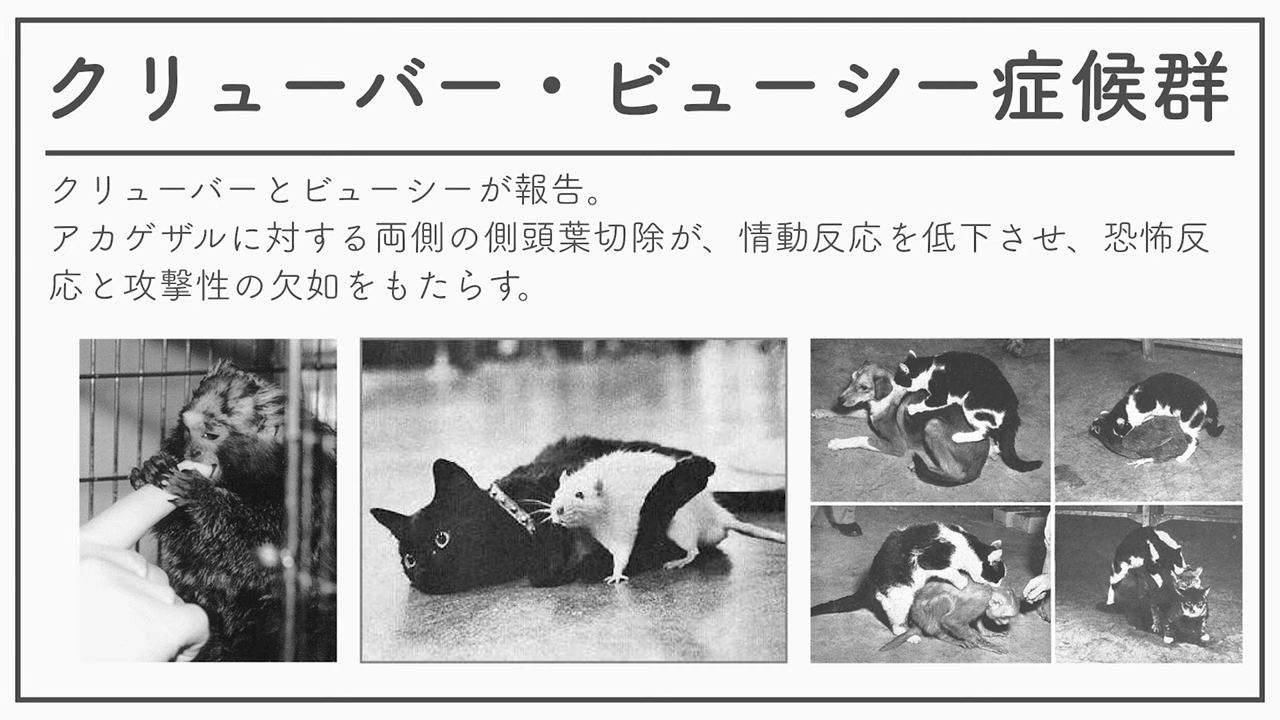 クリューバー・ビューシー症候群
クリューバーとビューシーが報告。
アカゲザルに対する両側の側頭葉切除が、情動反応を低下させ、恐怖反
応と攻撃性の欠如をもたらす。